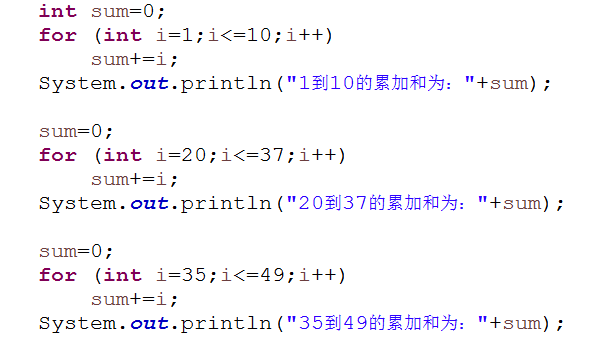 int sum=0;
for (int i=1;i<=10;i++)
sum+=i;
System.out.println("1到10的累加和为："+sum);
sum=0;
for (int i=20;i<=37;i++)
sum+=i;
System.out.println("20到37的累加和为："+sum);
sum=0;
for (int i=35;i<=49;i++)
sum+=i;
System.out.println("35到49的累加和为："+sum);